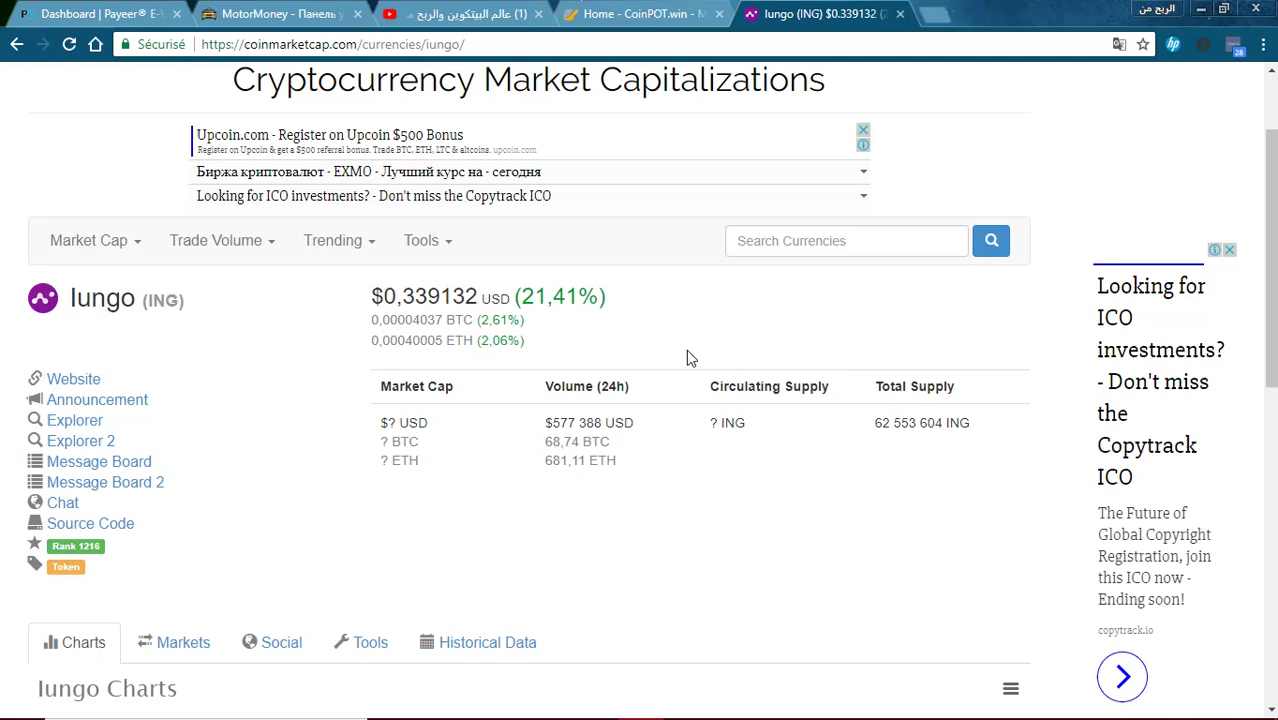 Dashboard | Payeer® E-
MotorMoney - Панель у
(1) عالم البيتكوين والربح م
Home - CoinPOT.win - M
Iungo (ING) $0.339132 (2
الربح من
Sécurisé
https://coinmarketcap.com/currencies/iungo/
28
Cryptocurrency Market Capitalizations
Upcoin.com - Register on Upcoin $500 Bonus
Register on Upcoin & get a $500 referral bonus. Trade BTC, ETH, LTC & altcoins. upcoin.com
Биржа криптовалют - EXMO - Лучший курс на - сегодня
Looking for ICO investments? - Don't miss the Copytrack ICO
Market Cap
Trade Volume
Trending
Tools
Search Currencies
Iungo (ING)
$0,339132 USD (21,41%)
0,00004037 BTC (2,61%)
0,00040005 ETH (2,06%)
Website
Announcement
Explorer
Explorer 2
Message Board
Message Board 2
Chat
Source Code
Rank 1216
Token
Market Cap
Volume (24h)
Circulating Supply
Total Supply
$? USD
$577 388 USD
? ING
62 553 604 ING
? BTC
68,74 BTC
? ETH
681,11 ETH
Looking for
ICO
investments?
- Don't miss
the
Copytrack
ICO
The Future of
Global Copyright
Registration, join
this ICO now -
Ending soon!
copytrack.io
Charts
Markets
Social
Tools
Historical Data
Iungo Charts